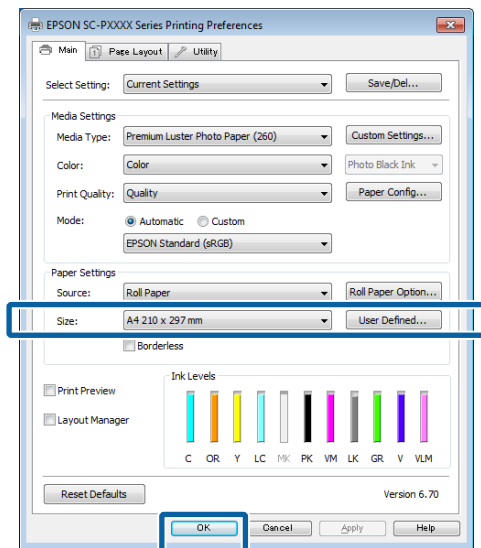 EPSON SC-PXXXX Series Printing Preferences
Main Page Layout Utility
Select Setting: Current Settings Save/Del...
Media Settings
Media Type: Premium Luster Photo Paper (260) Custom Settings...
Color: Color Photo Black Ink
Print Quality: Quality Paper Config...
Mode: Automatic Custom
EPSON Standard (sRGB)
Paper Settings
Source: Roll Paper Roll Paper Option...
Size: A4 210 x 297 mm User Defined...
Borderless
Ink Levels
Print Preview
Layout Manager
C OR Y LC MK PK VM LK GR V VLM
Reset Defaults Version 6.70
OK Cancel Apply Help